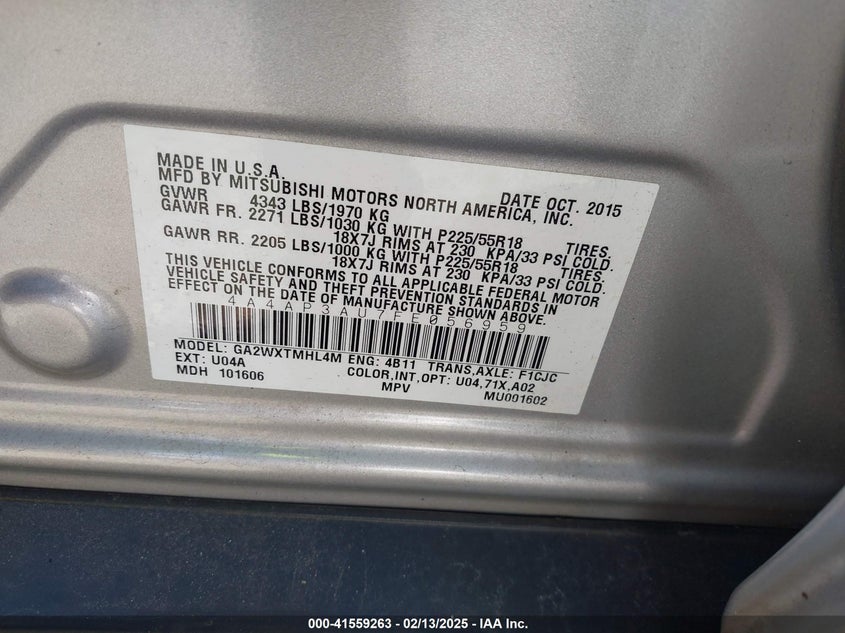 MADE IN U.S.A. DATE OCT. 2015
MFD BY MITSUBISHI MOTORS NORTH AMERICA, INC.
GVWR 4343 LBS/1970 KG
GAWR FR. 2271 LBS/1030 KG WITH P225/55R18 TIRES
18X7J RIMS AT 230 KPA/33 PSI COLD.
GAWR RR. 2205 LBS/1000 KG WITH P225/55R18 TIRES
18X7J RIMS AT 230 KPA/33 PSI COLD.
THIS VEHICLE CONFORMS TO ALL APPLICABLE FEDERAL MOTOR
VEHICLE SAFETY AND THEFT PREVENTION STANDARDS IN
EFFECT ON THE DATE OF MANUFACTURE SHOWN ABOVE.
4A4AP3AU7FE056959
MODEL: GA2WXTMHL4M ENG: 4B11 TRANS,AXLE: F1CJC
EXT: U04A COLOR,INT,OPT: U04,71X,A02
MDH 101606 MPV MU001602
000-41559263 - 02/13/2025 - IAA Inc.